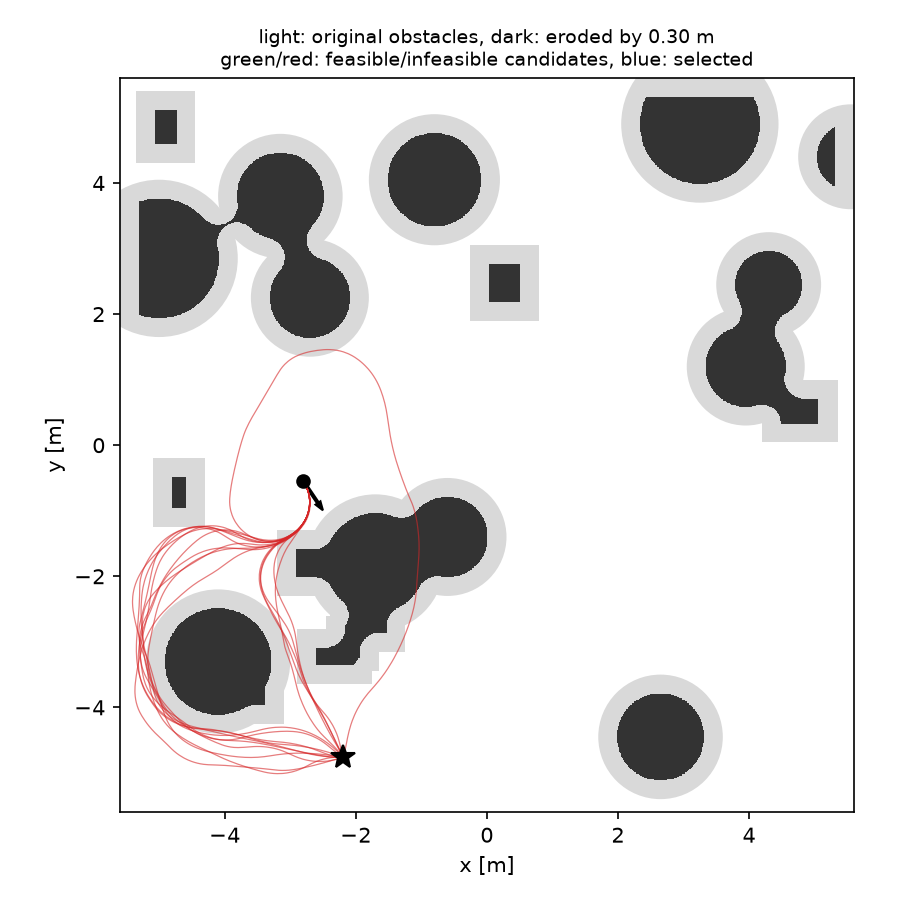 light: original obstacles, dark: eroded by 0.30 m
green/red: feasible/infeasible candidates, blue: selected
4
2
0
−2
−4
y [m]
−4 −2 0 2 4
x [m]